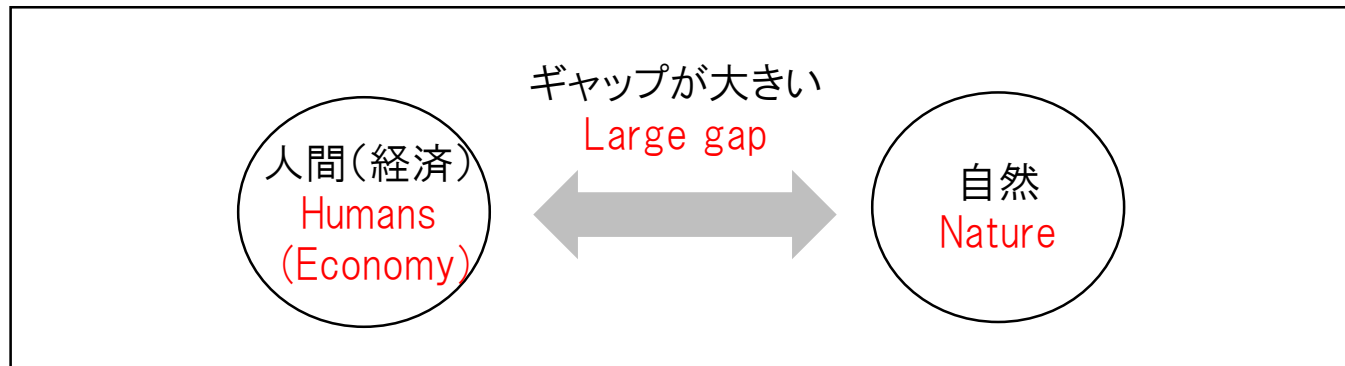 ギャップが大きい
Large gap
人間(経済)
Humans
(Economy)
自然
Nature